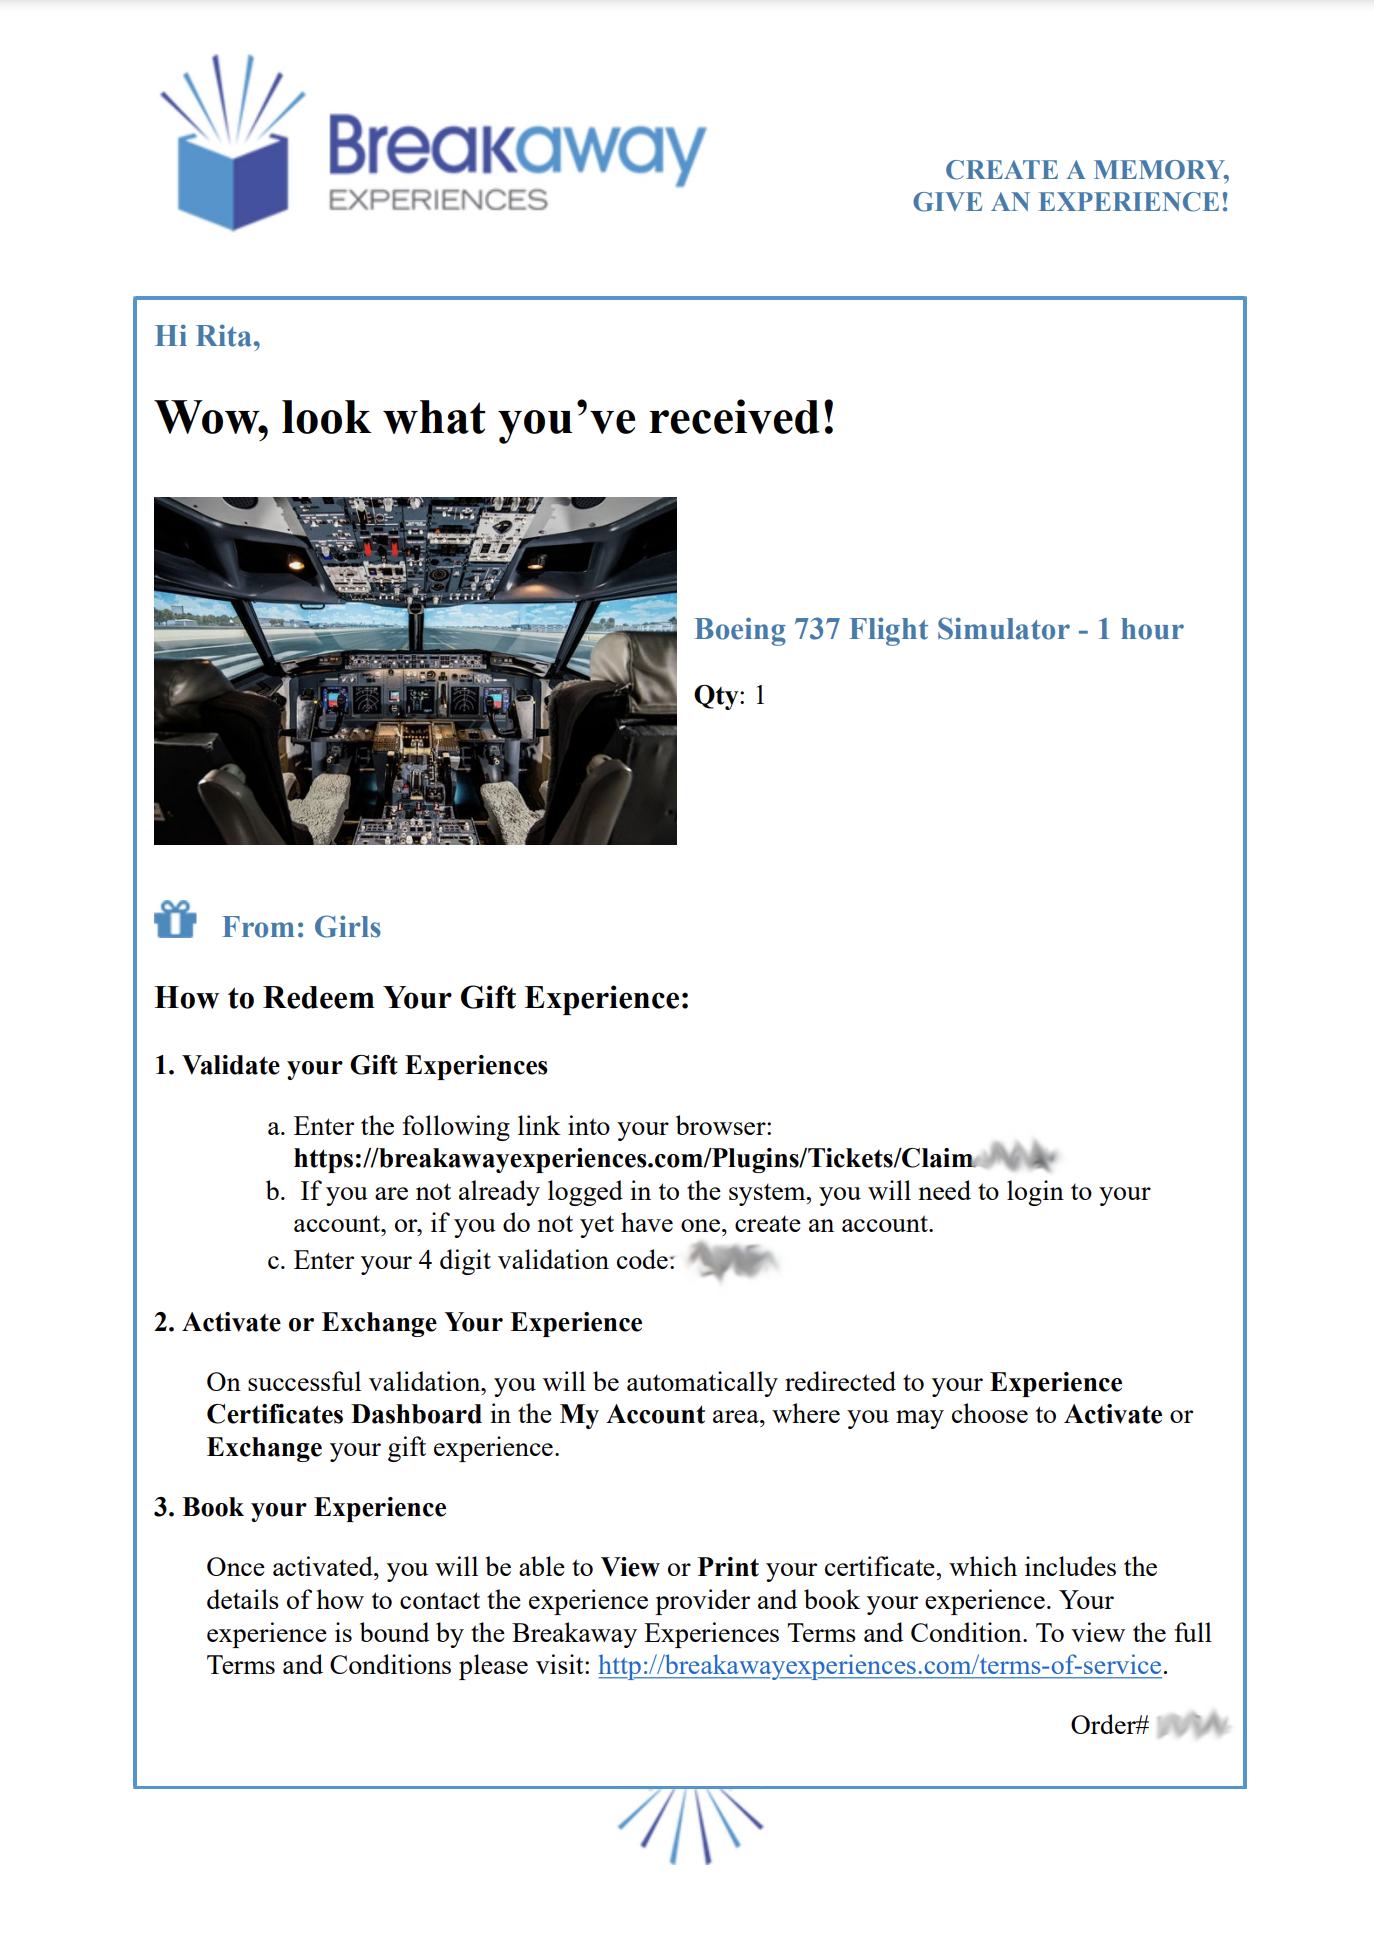 Breakaway
EXPERIENCES
CREATE A MEMORY,
GIVE AN EXPERIENCE!
Hi Rita,
Wow, look what you’ve received!
Boeing 737 Flight Simulator - 1 hour
Qty: 1
From: Girls
How to Redeem Your Gift Experience:
1. Validate your Gift Experiences
a. Enter the following link into your browser:
https://breakawayexperiences.com/Plugins/Tickets/Claim
b. If you are not already logged in to the system, you will need to login to your
account, or, if you do not yet have one, create an account.
c. Enter your 4 digit validation code:
2. Activate or Exchange Your Experience
On successful validation, you will be automatically redirected to your Experience
Certificates Dashboard in the My Account area, where you may choose to Activate or
Exchange your gift experience.
3. Book your Experience
Once activated, you will be able to View or Print your certificate, which includes the
details of how to contact the experience provider and book your experience. Your
experience is bound by the Breakaway Experiences Terms and Condition. To view the full
Terms and Conditions please visit: http://breakawayexperiences.com/terms-of-service.
Order#